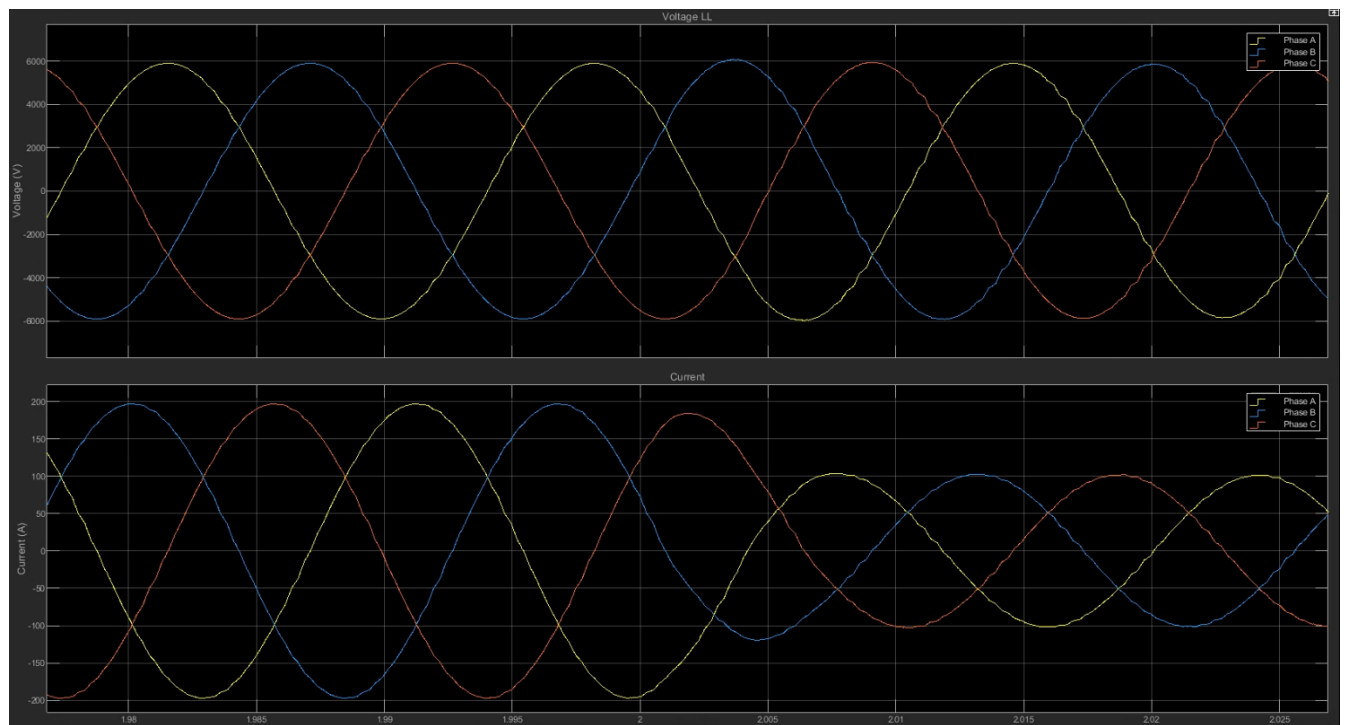 Voltage LL
Phase A
Phase B
Phase C
6000
4000
2000
0
-2000
-4000
-6000
Voltage (V)
Current
Phase A
Phase B
Phase C
200
150
100
50
0
-50
-100
-150
-200
Current (A)
1.98 1.985 1.99 1.995 2 2.005 2.01 2.015 2.02 2.025